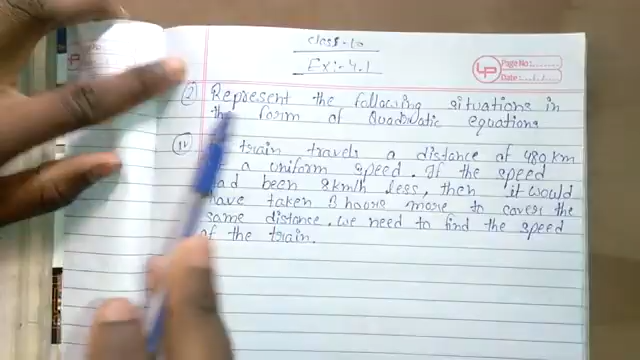 class-10
Ex:- 4.1
LP Page No:
Date:
(2) Represent the following situations in
the form of Quadratic equations
(iv) train travels a distance of 480 km
a uniform speed. If the speed
had been 8km/h less, then it would
have taken 3 hours more to cover the
same distance. we need to find the speed
of the train.